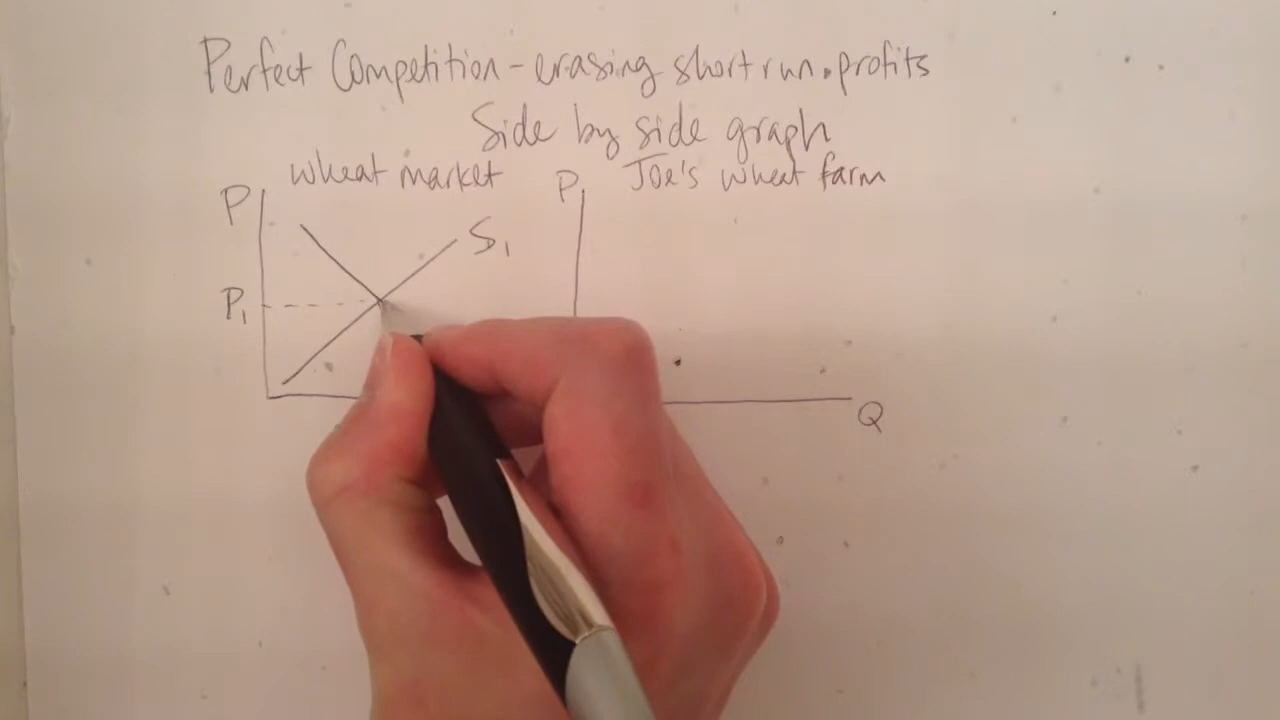 Perfect Competition - erasing short run profits
Side by side graph
wheat market
Joe's wheat farm
P
P
S1
P1
Q